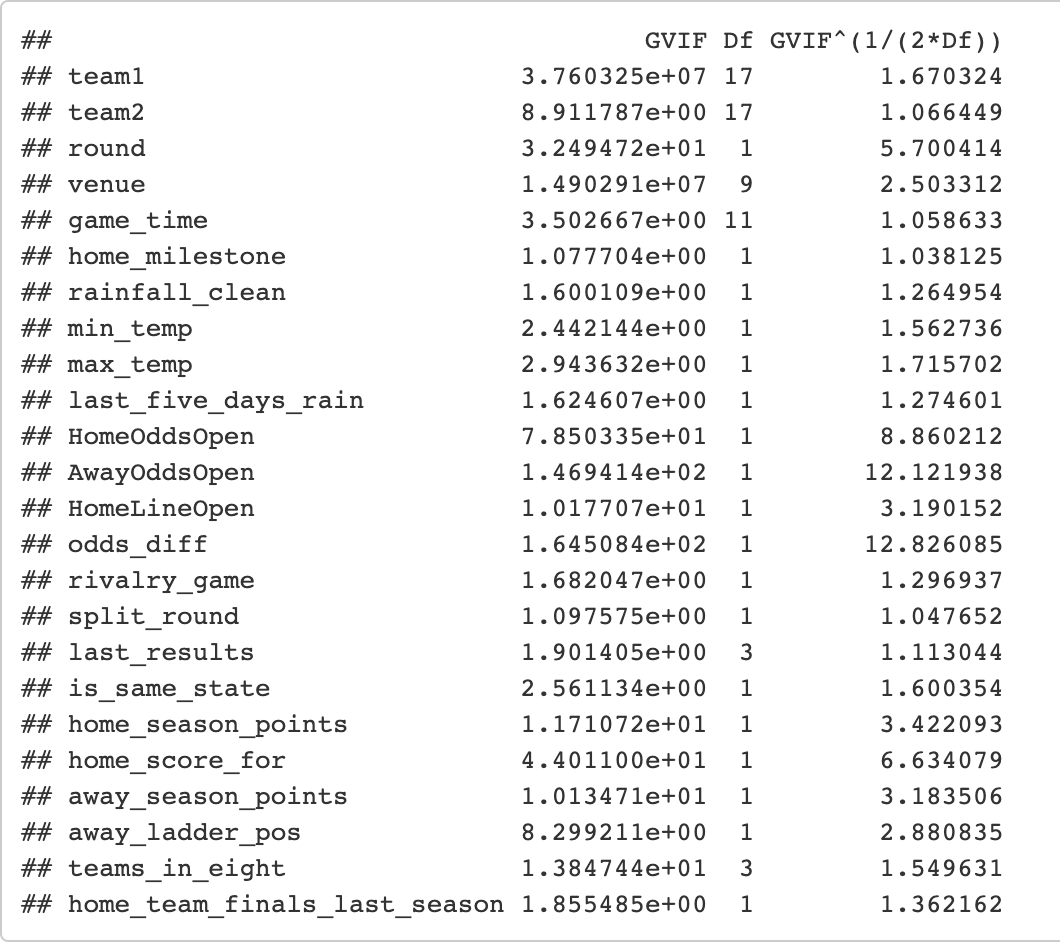 ##                                 GVIF Df GVIF^(1/(2*Df))
## team1                   3.760325e+07 17        1.670324
## team2                   8.911787e+00 17        1.066449
## round                   3.249472e+01  1        5.700414
## venue                   1.490291e+07  9        2.503312
## game_time               3.502667e+00 11        1.058633
## home_milestone          1.077704e+00  1        1.038125
## rainfall_clean          1.600109e+00  1        1.264954
## min_temp                2.442144e+00  1        1.562736
## max_temp                2.943632e+00  1        1.715702
## last_five_days_rain     1.624607e+00  1        1.274601
## HomeOddsOpen            7.850335e+01  1        8.860212
## AwayOddsOpen            1.469414e+02  1       12.121938
## HomeLineOpen            1.017707e+01  1        3.190152
## odds_diff               1.645084e+02  1       12.826085
## rivalry_game            1.682047e+00  1        1.296937
## split_round             1.097575e+00  1        1.047652
## last_results            1.901405e+00  3        1.113044
## is_same_state           2.561134e+00  1        1.600354
## home_season_points      1.171072e+01  1        3.422093
## home_score_for          4.401100e+01  1        6.634079
## away_season_points      1.013471e+01  1        3.183506
## away_ladder_pos         8.299211e+00  1        2.880835
## teams_in_eight          1.384744e+01  3        1.549631
## home_team_finals_last_season 1.855485e+00  1        1.362162